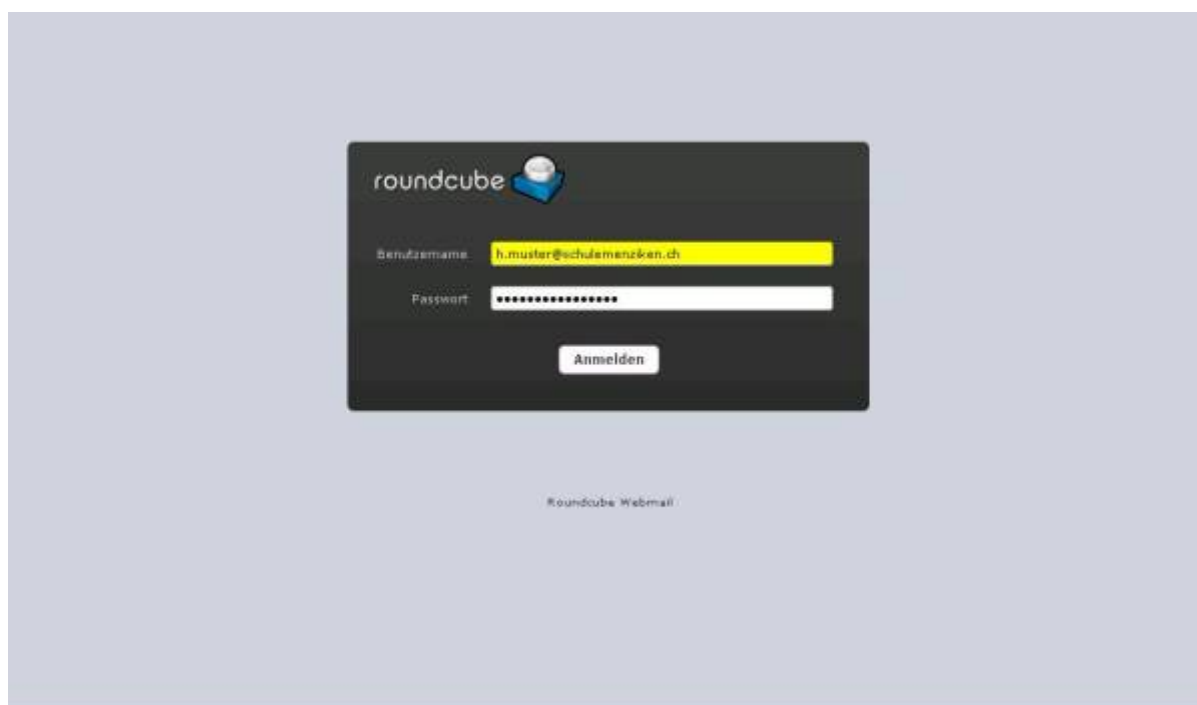 roundcube
Benutzername h.muster@schulemenziken.ch
Passwort ••••••••••••••••
Anmelden
Roundcube Webmail